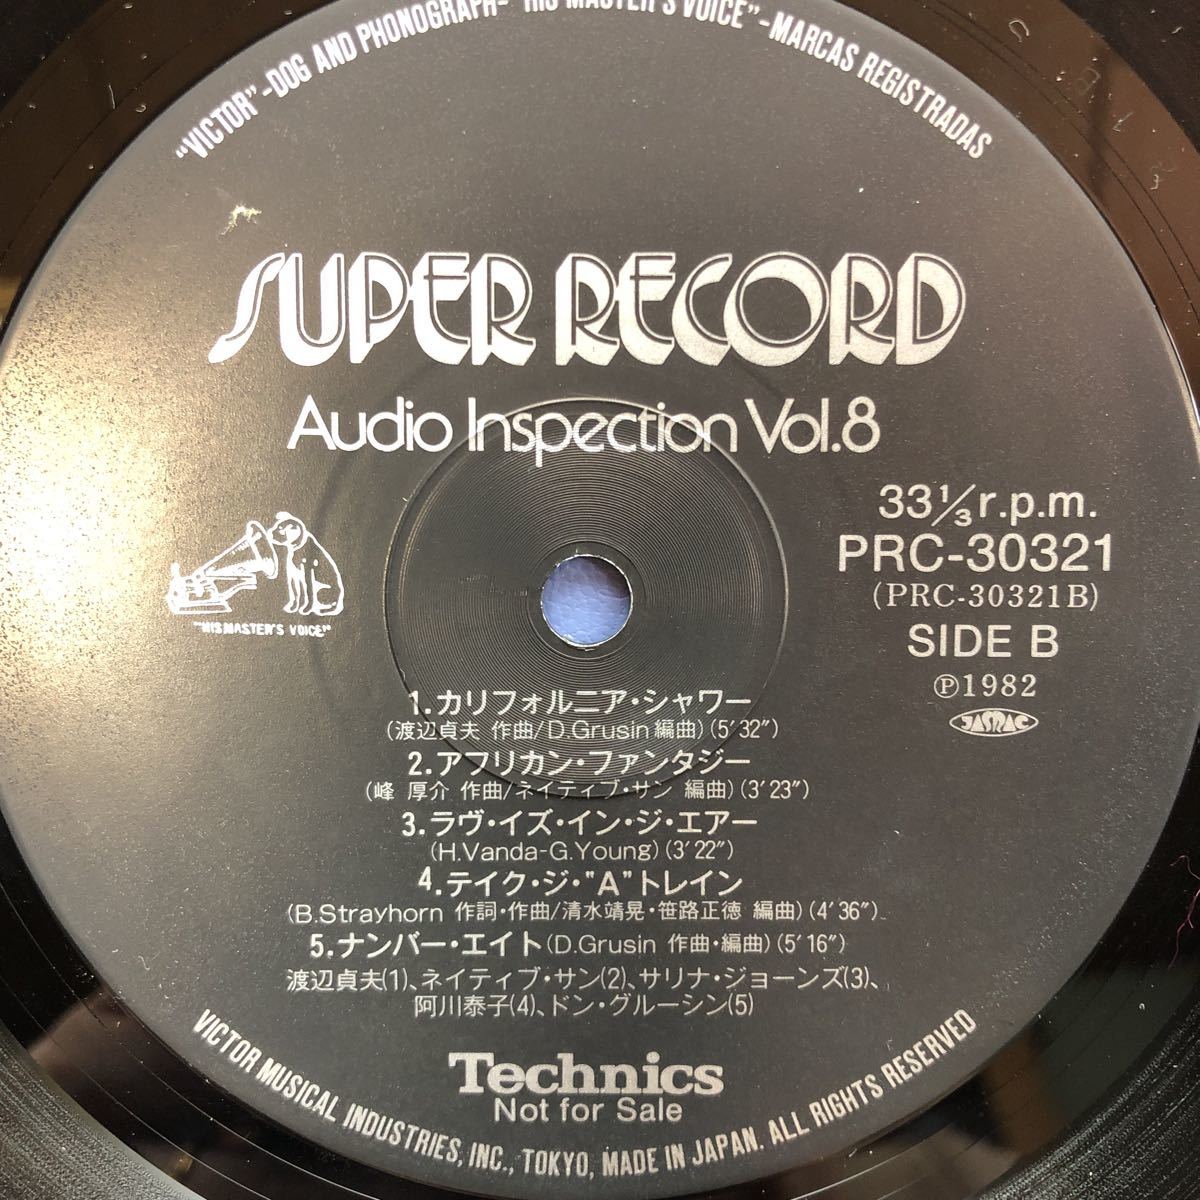 "VICTOR"-DOG AND PHONOGRAPH-"HIS MASTER'S VOICE"-MARCAS REGISTRADAS
SUPER RECORD
Audio Inspection Vol.8
33⅓r.p.m.
PRC-30321
(PRC-30321B)
SIDE B
℗1982
JASRAC
"HIS MASTER'S VOICE"
1.カリフォルニア・シャワー
(渡辺貞夫 作曲/D.Grusin編曲)(5'32")
2.アフリカン・ファンタジー
(峰 厚介 作曲/ネイティブ・サン 編曲)(3'23")
3.ラヴ・イズ・イン・ジ・エアー
(H.Vanda-G.Young)(3'22")
4.テイク・ジ・"A"トレイン
(B.Strayhorn 作詞・作曲/清水靖晃・笹路正徳 編曲)(4'36")
5.ナンバー・エイト(D.Grusin 作曲・編曲)(5'16")
渡辺貞夫(1)、ネイティブ・サン(2)、サリナ・ジョーンズ(3)、
阿川泰子(4)、ドン・グルーシン(5)
Technics
Not for Sale
VICTOR MUSICAL INDUSTRIES, INC., TOKYO, MADE IN JAPAN. ALL RIGHTS RESERVED